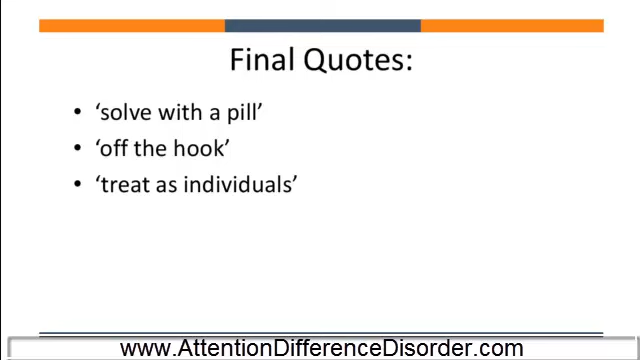 Final Quotes:
• ‘solve with a pill’
• ‘off the hook’
• ‘treat as individuals’
www.AttentionDifferenceDisorder.com